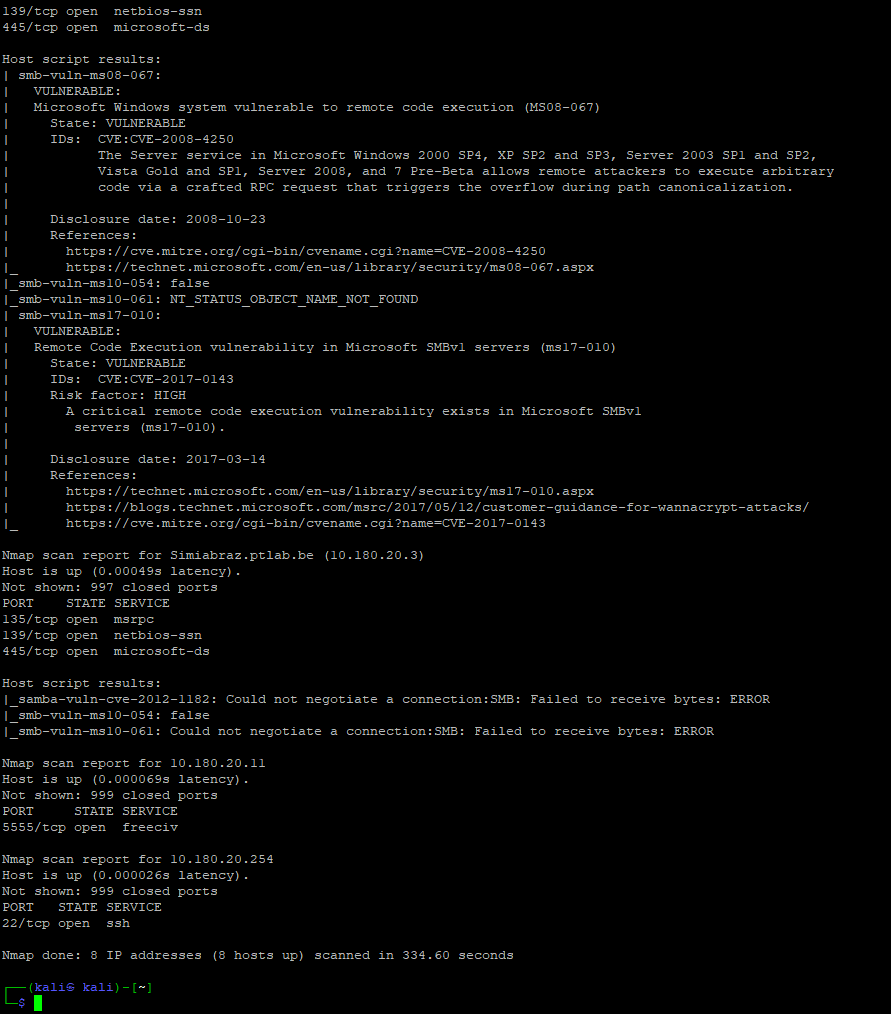 139/tcp open  netbios-ssn
445/tcp open  microsoft-ds

Host script results:
| smb-vuln-ms08-067:
|   VULNERABLE:
|   Microsoft Windows system vulnerable to remote code execution (MS08-067)
|     State: VULNERABLE
|     IDs:  CVE:CVE-2008-4250
|           The Server service in Microsoft Windows 2000 SP4, XP SP2 and SP3, Server 2003 SP1 and SP2,
|           Vista Gold and SP1, Server 2008, and 7 Pre-Beta allows remote attackers to execute arbitrary
|           code via a crafted RPC request that triggers the overflow during path canonicalization.
|
|     Disclosure date: 2008-10-23
|     References:
|       https://cve.mitre.org/cgi-bin/cvename.cgi?name=CVE-2008-4250
|_      https://technet.microsoft.com/en-us/library/security/ms08-067.aspx
|_smb-vuln-ms10-054: false
|_smb-vuln-ms10-061: NT_STATUS_OBJECT_NAME_NOT_FOUND
| smb-vuln-ms17-010:
|   VULNERABLE:
|   Remote Code Execution vulnerability in Microsoft SMBv1 servers (ms17-010)
|     State: VULNERABLE
|     IDs:  CVE:CVE-2017-0143
|     Risk factor: HIGH
|       A critical remote code execution vulnerability exists in Microsoft SMBv1
|        servers (ms17-010).
|
|     Disclosure date: 2017-03-14
|     References:
|       https://technet.microsoft.com/en-us/library/security/ms17-010.aspx
|       https://blogs.technet.microsoft.com/msrc/2017/05/12/customer-guidance-for-wannacrypt-attacks/
|_      https://cve.mitre.org/cgi-bin/cvename.cgi?name=CVE-2017-0143

Nmap scan report for Simiabraz.ptlab.be (10.180.20.3)
Host is up (0.00049s latency).
Not shown: 997 closed ports
PORT    STATE SERVICE
135/tcp open  msrpc
139/tcp open  netbios-ssn
445/tcp open  microsoft-ds

Host script results:
|_samba-vuln-cve-2012-1182: Could not negotiate a connection:SMB: Failed to receive bytes: ERROR
|_smb-vuln-ms10-054: false
|_smb-vuln-ms10-061: Could not negotiate a connection:SMB: Failed to receive bytes: ERROR

Nmap scan report for 10.180.20.11
Host is up (0.000069s latency).
Not shown: 999 closed ports
PORT     STATE SERVICE
5555/tcp open  freeciv

Nmap scan report for 10.180.20.254
Host is up (0.000026s latency).
Not shown: 999 closed ports
PORT   STATE SERVICE
22/tcp open  ssh

Nmap done: 8 IP addresses (8 hosts up) scanned in 334.60 seconds

┌──(kali㉿ kali)-[~]
└─$